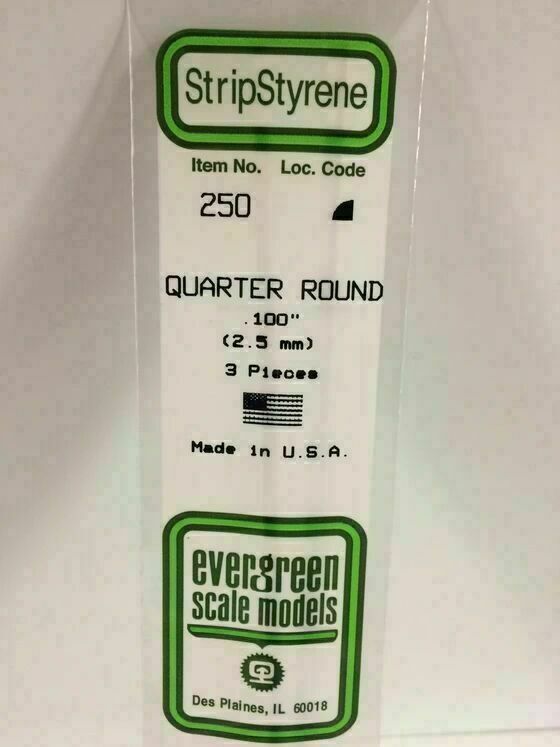 StripStyrene
Item No. Loc. Code
250
QUARTER ROUND
.100"
(2.5 mm)
3 Pieces
Made in U.S.A.
evergreen
scale models
Des Plaines, IL 60018